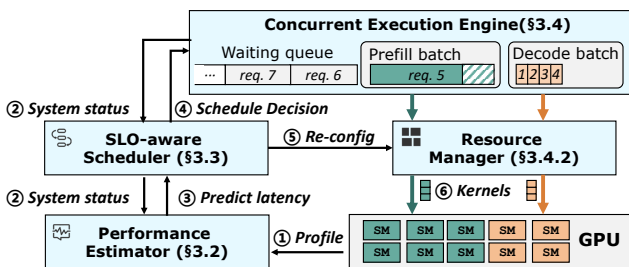 Concurrent Execution Engine(§3.4)
Waiting queue
Prefill batch
Decode batch
... req. 7 req. 6
req. 5
1 2 3 4
② System status
④ Schedule Decision
SLO-aware
Scheduler (§3.3)
⑤ Re-config
Resource
Manager (§3.4.2)
② System status
③ Predict latency
⑥ Kernels
Performance
Estimator (§3.2)
① Profile
SM SM SM SM SM
SM SM SM SM SM
GPU